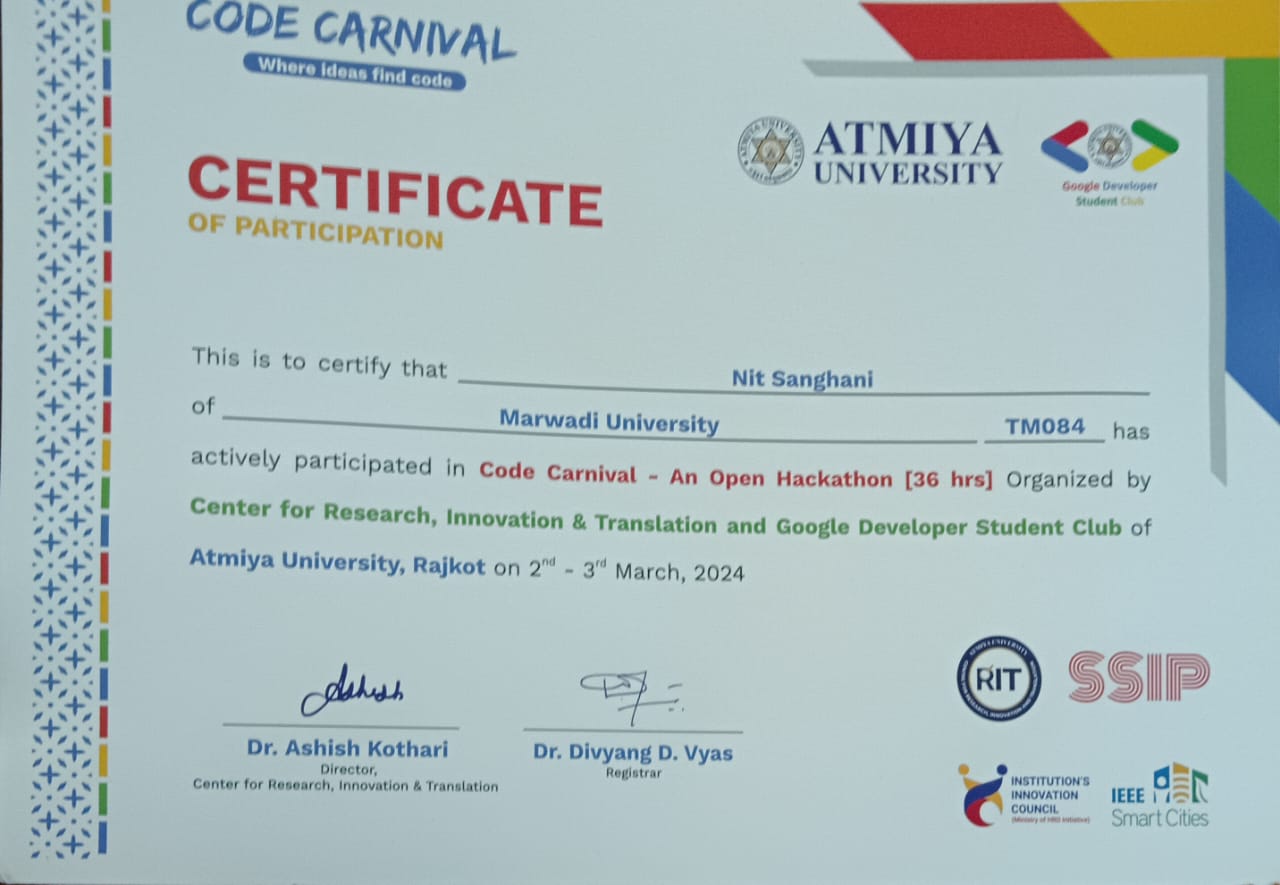 CODE CARNIVAL
Where ideas find code
ATMIYA
UNIVERSITY
Google Developer
Student Club
CERTIFICATE
OF PARTICIPATION
This is to certify that Nit Sanghani
of Marwadi University TM084 has
actively participated in Code Carnival - An Open Hackathon [36 hrs] Organized by
Center for Research, Innovation & Translation and Google Developer Student Club of
Atmiya University, Rajkot on 2nd - 3rd March, 2024
Ashish
Dr. Ashish Kothari
Director,
Center for Research, Innovation & Translation
Dr. Divyang D. Vyas
Registrar
RIT
SSIP
INSTITUTION'S
INNOVATION
COUNCIL
(Ministry of HRD Initiative)
IEEE
Smart Cities